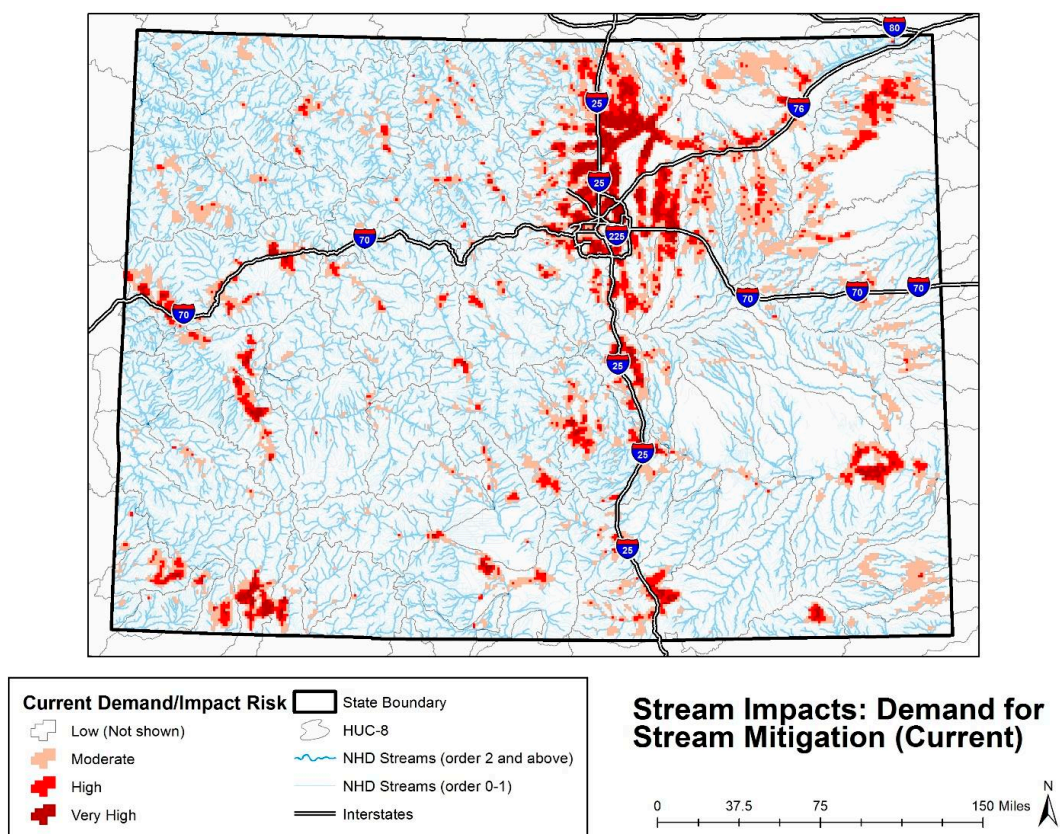 80
25
76
25
70
225
70
70
70
70
25
25
25
Current Demand/Impact Risk
Low (Not shown)
Moderate
High
Very High
State Boundary
HUC-8
NHD Streams (order 2 and above)
NHD Streams (order 0-1)
Interstates
Stream Impacts: Demand for
Stream Mitigation (Current)
N
0 37.5 75 150 Miles